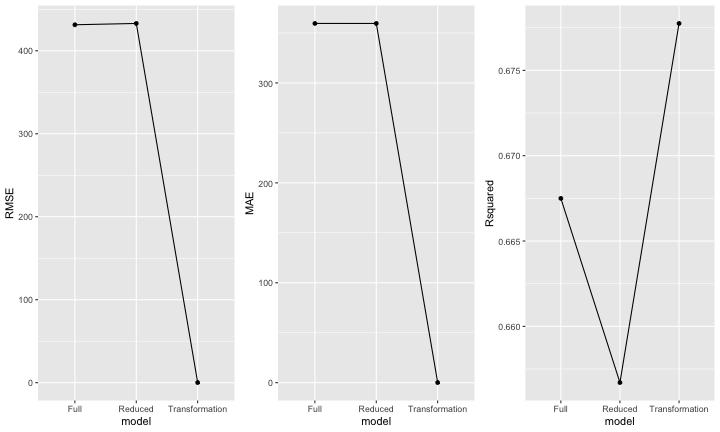 RMSE
400
300
200
100
0
Full Reduced Transformation
model
MAE
300
200
100
0
Full Reduced Transformation
model
Rsquared
0.675
0.670
0.665
0.660
Full Reduced Transformation
model